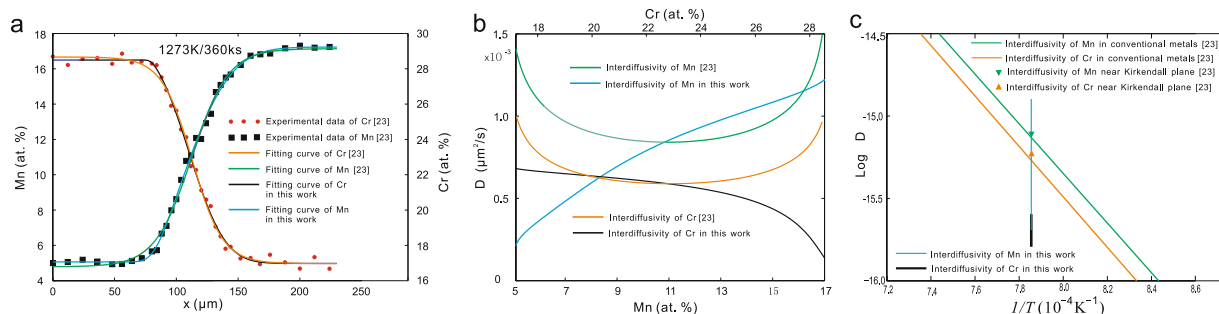 a
1273K/360ks
Mn (at. %)
18
16
14
12
10
8
6
4
30
29
28
27
26
25
24
23
22
21
20
19
18
17
16
Cr (at. %)
Experimental data of Cr [23]
Experimental data of Mn [23]
Fitting curve of Cr [23]
Fitting curve of Mn [23]
Fitting curve of Cr
in this work
Fitting curve of Mn
in this work
0 50 100 150 200 250
x (μm)
b
Cr (at. %)
18 20 22 24 26 28
1.5
x10⁻³
1.0
0.5
0
D (μm²/s)
Interdiffusivity of Mn [23]
Interdiffusivity of Mn in this work
Interdiffusivity of Cr[23]
Interdiffusivity of Cr in this work
5 7 9 11 13 15 17
Mn (at. %)
c
-14.5
-15.0
-15.5
-16.0
Log D
Interdiffusivity of Mn in conventional metals [23]
Interdiffusivity of Cr in conventional metals [23]
Interdiffusivity of Mn near Kirkendall plane [23]
Interdiffusivity of Cr near Kirkendall plane [23]
Interdiffusivity of Mn in this work
Interdiffusivity of Cr in this work
7.2 7.4 7.6 7.8 8.0 8.2 8.4 8.6
1/T (10⁻⁴K⁻¹)